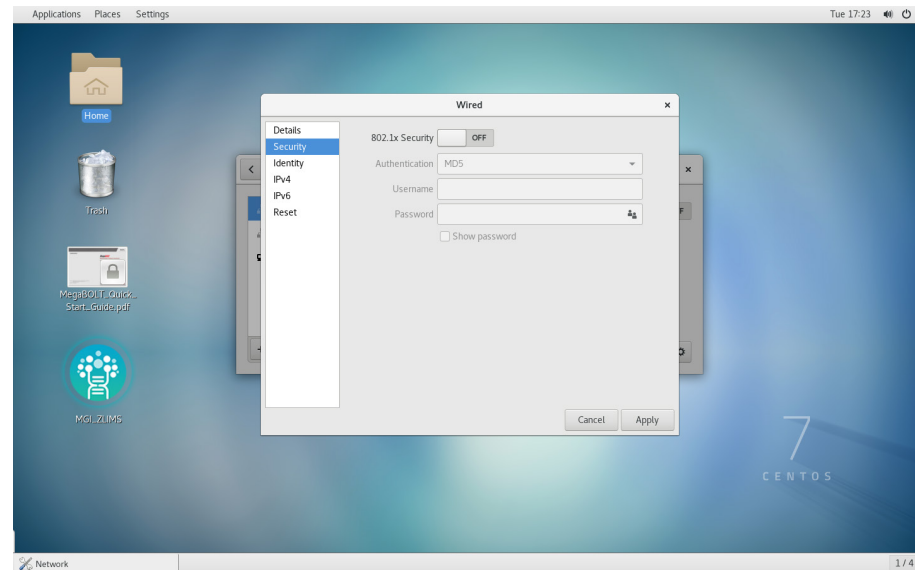 Applications Places Settings
Tue 17:23
Home
Trash
MegaBOLT_Quick_
Start_Guide.pdf
MGI_ZLIMS
Wired
Details
Security
Identity
IPv4
IPv6
Reset
802.1x Security OFF
Authentication MD5
Username
Password
Show password
Cancel Apply
7
CENTOS
Network
1 / 4